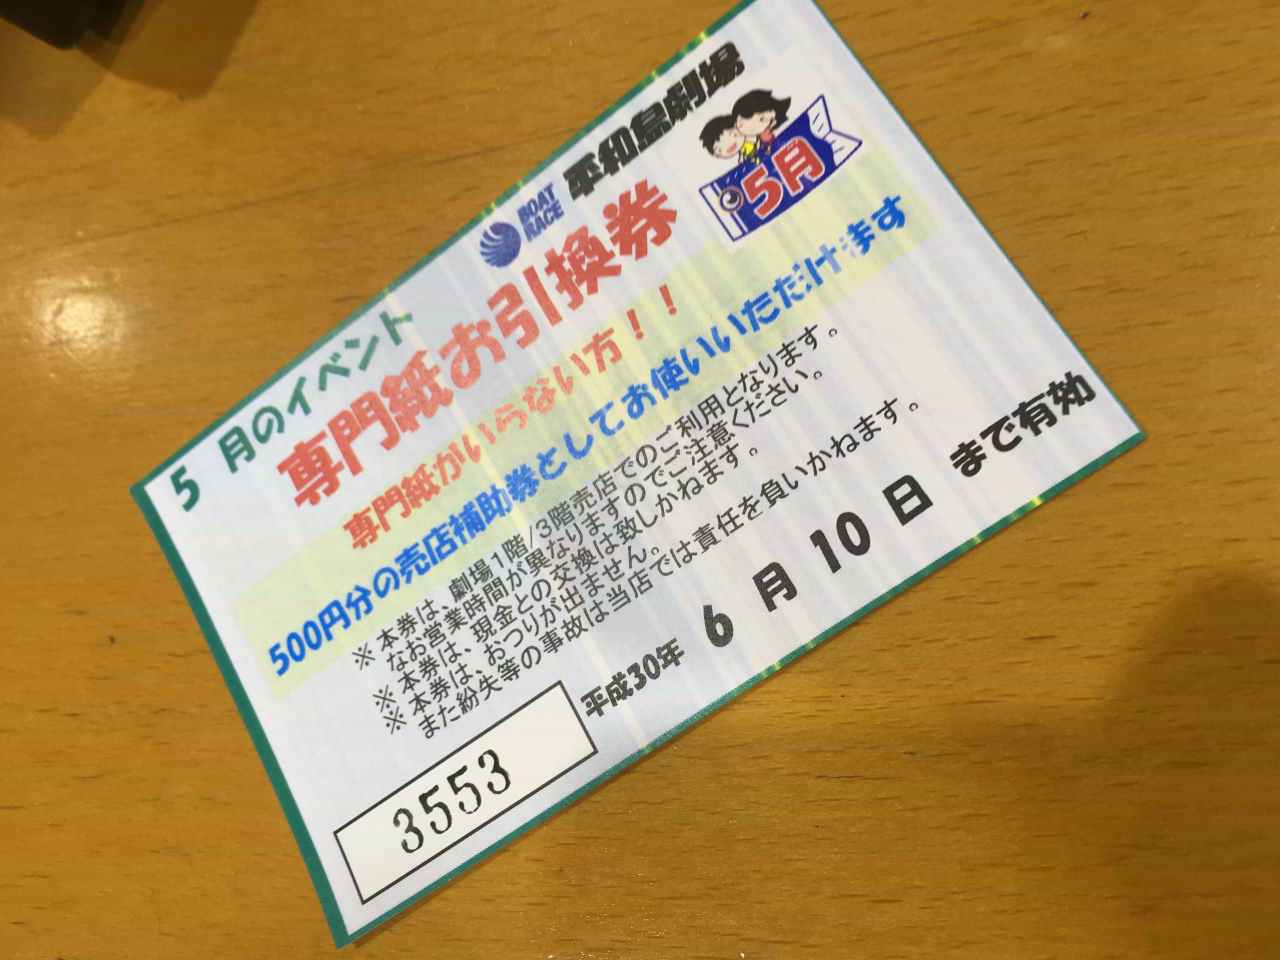 BOAT RACE 平和島劇場
5月
5 月のイベント
専門紙お引換券
専門紙がいらない方！！
500円分の売店補助券としてお使いいただけます
※ 本券は、劇場1階/3階売店でのご利用となります。
なお営業時間が異なりますのでご注意ください。
※ 本券は、現金との交換は致しかねます。
※ 本券は、おつりが出ません。
また紛失等の事故は当店では責任を負いかねます。
平成30年 6 月 10 日 まで有効
3553